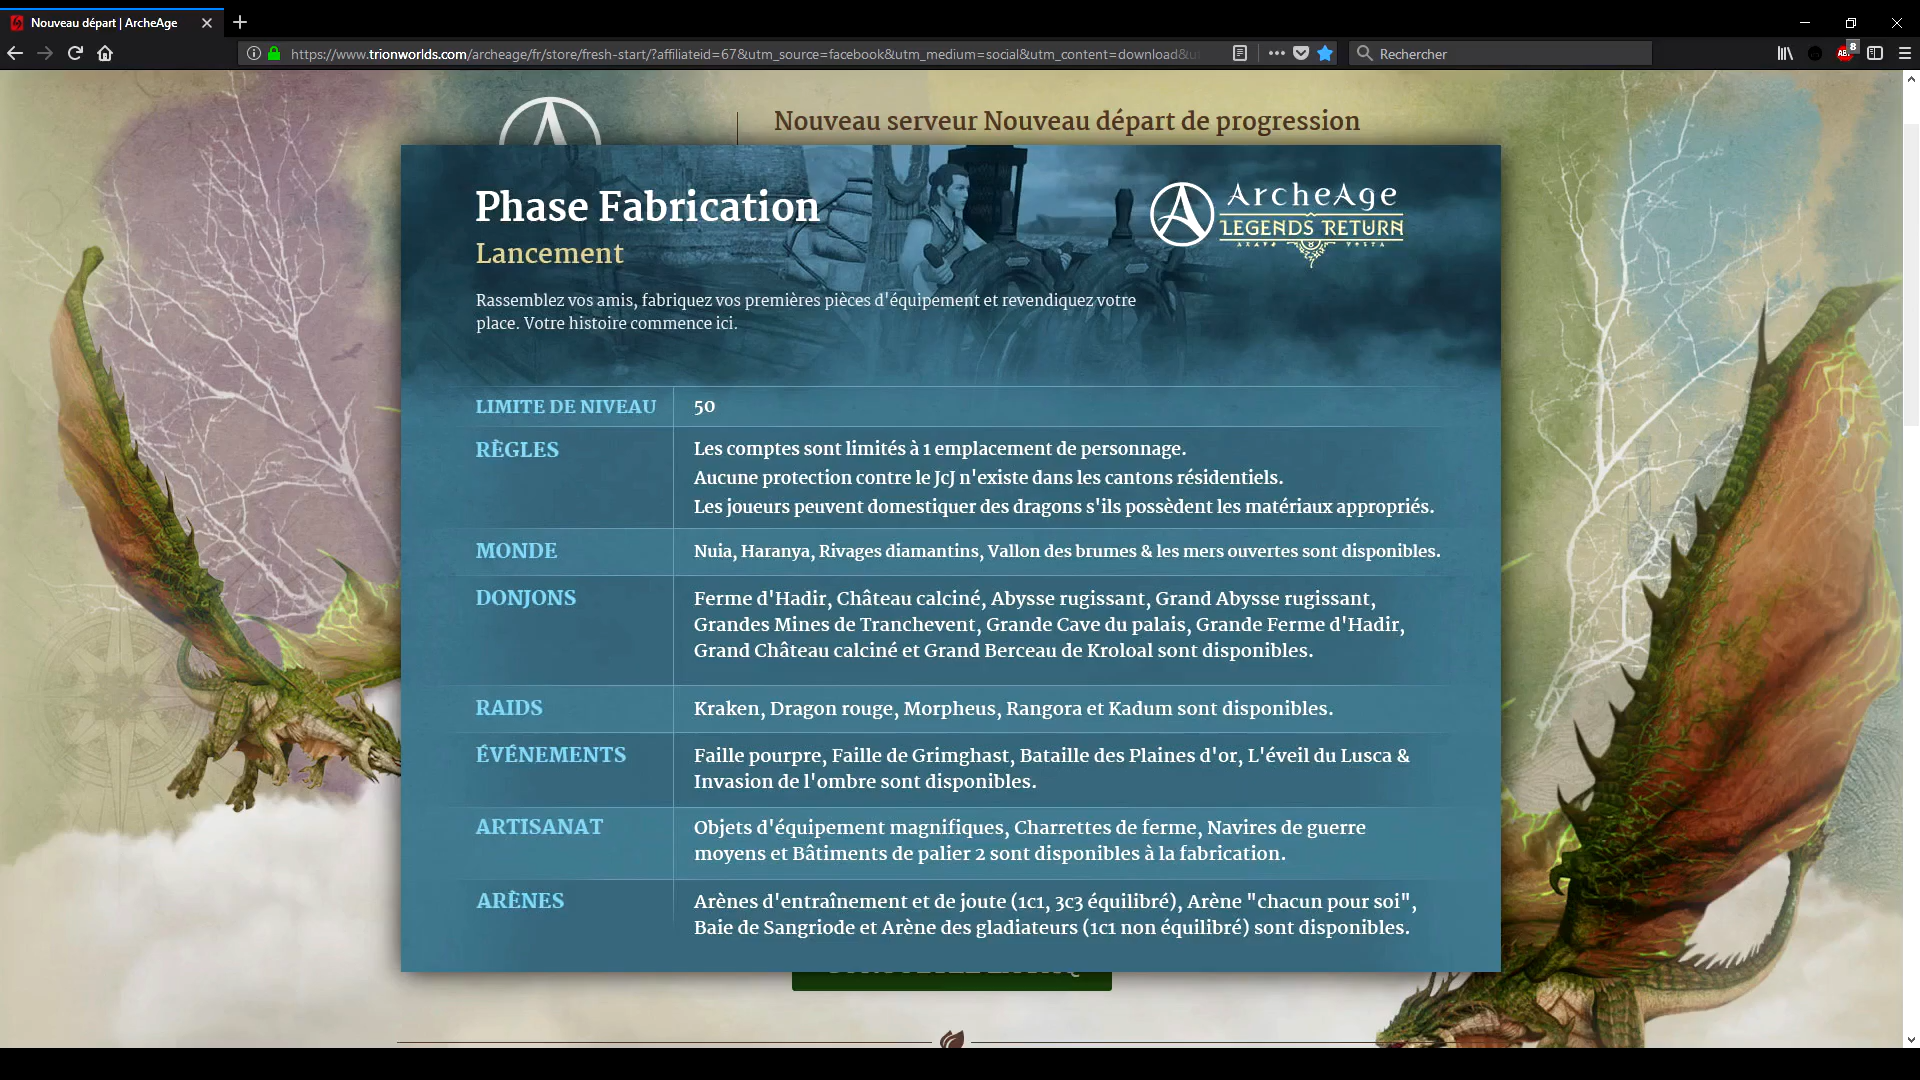 Nouveau départ | ArcheAge
https://www.trionworlds.com/archeage/fr/store/fresh-start/?affiliateid=67&utm_source=facebook&utm_medium=social&utm_content=download&ut
Rechercher
8
Nouveau serveur Nouveau départ de progression
Phase Fabrication
Lancement
ArcheAge
LEGENDS RETURN
Rassemblez vos amis, fabriquez vos premières pièces d'équipement et revendiquez votre
place. Votre histoire commence ici.
LIMITE DE NIVEAU 50
RÈGLES Les comptes sont limités à 1 emplacement de personnage.
Aucune protection contre le JcJ n'existe dans les cantons résidentiels.
Les joueurs peuvent domestiquer des dragons s'ils possèdent les matériaux appropriés.
MONDE Nuia, Haranya, Rivages diamantins, Vallon des brumes & les mers ouvertes sont disponibles.
DONJONS Ferme d'Hadir, Château calciné, Abysse rugissant, Grand Abysse rugissant,
Grandes Mines de Tranchevent, Grande Cave du palais, Grande Ferme d'Hadir,
Grand Château calciné et Grand Berceau de Kroloal sont disponibles.
RAIDS Kraken, Dragon rouge, Morpheus, Rangora et Kadum sont disponibles.
ÉVÉNEMENTS Faille pourpre, Faille de Grimghast, Bataille des Plaines d'or, L'éveil du Lusca &
Invasion de l'ombre sont disponibles.
ARTISANAT Objets d'équipement magnifiques, Charrettes de ferme, Navires de guerre
moyens et Bâtiments de palier 2 sont disponibles à la fabrication.
ARÈNES Arènes d'entraînement et de joute (1c1, 3c3 équilibré), Arène "chacun pour soi",
Baie de Sangriode et Arène des gladiateurs (1c1 non équilibré) sont disponibles.